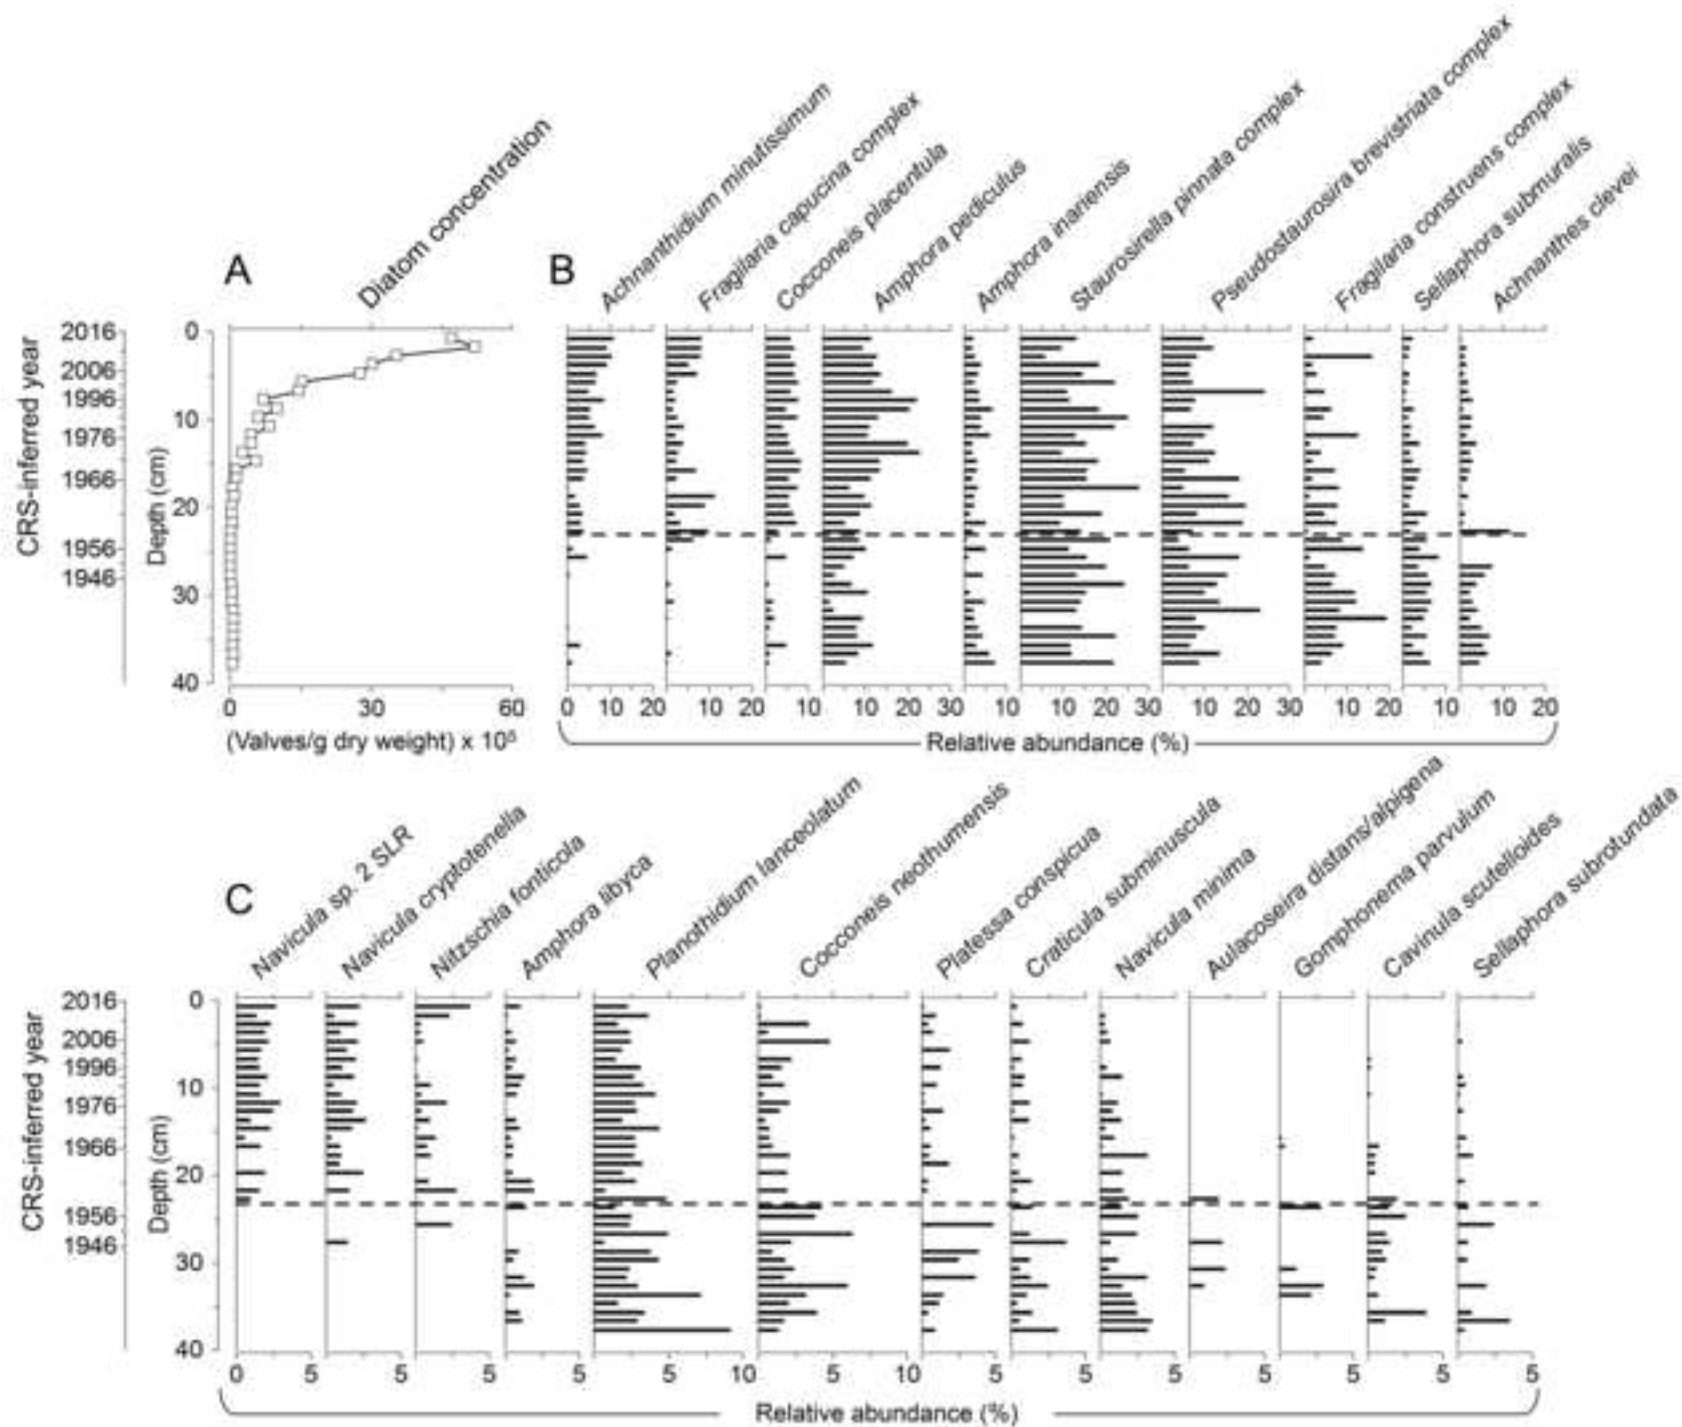 A
Diatom concentration
B
Achnanthidium minutissimum
Fragilaria capucina complex
Cocconeis placentula
Amphora pediculus
Amphora inariensis
Staurosirella pinnata complex
Pseudostaurosira brevistriata complex
Fragilaria construens complex
Sellaphora submuralis
Achnanthes clevei
CRS-inferred year
2016
2006
1996
1976
1966
1956
1946
Depth (cm)
0
10
20
30
40
0 30 60
(Valves/g dry weight) x 10⁵
0 10 20 10 20 10 10 20 30 10 10 20 30 10 20 30 10 20 10 10 20
Relative abundance (%)
C
Navicula sp. 2 SLR
Navicula cryptotenella
Nitzschia fonticola
Amphora libyca
Planothidium lanceolatum
Cocconeis neothumensis
Platessa conspicua
Craticula subminuscula
Navicula minima
Aulacoseira distans/alpigena
Gomphonema parvulum
Cavinula scutelloides
Sellaphora subrotundata
CRS-inferred year
2016
2006
1996
1976
1966
1956
1946
Depth (cm)
0
10
20
30
40
0 5 5 5 5 5 10 5 10 5 5 5 5 5 5 5
Relative abundance (%)